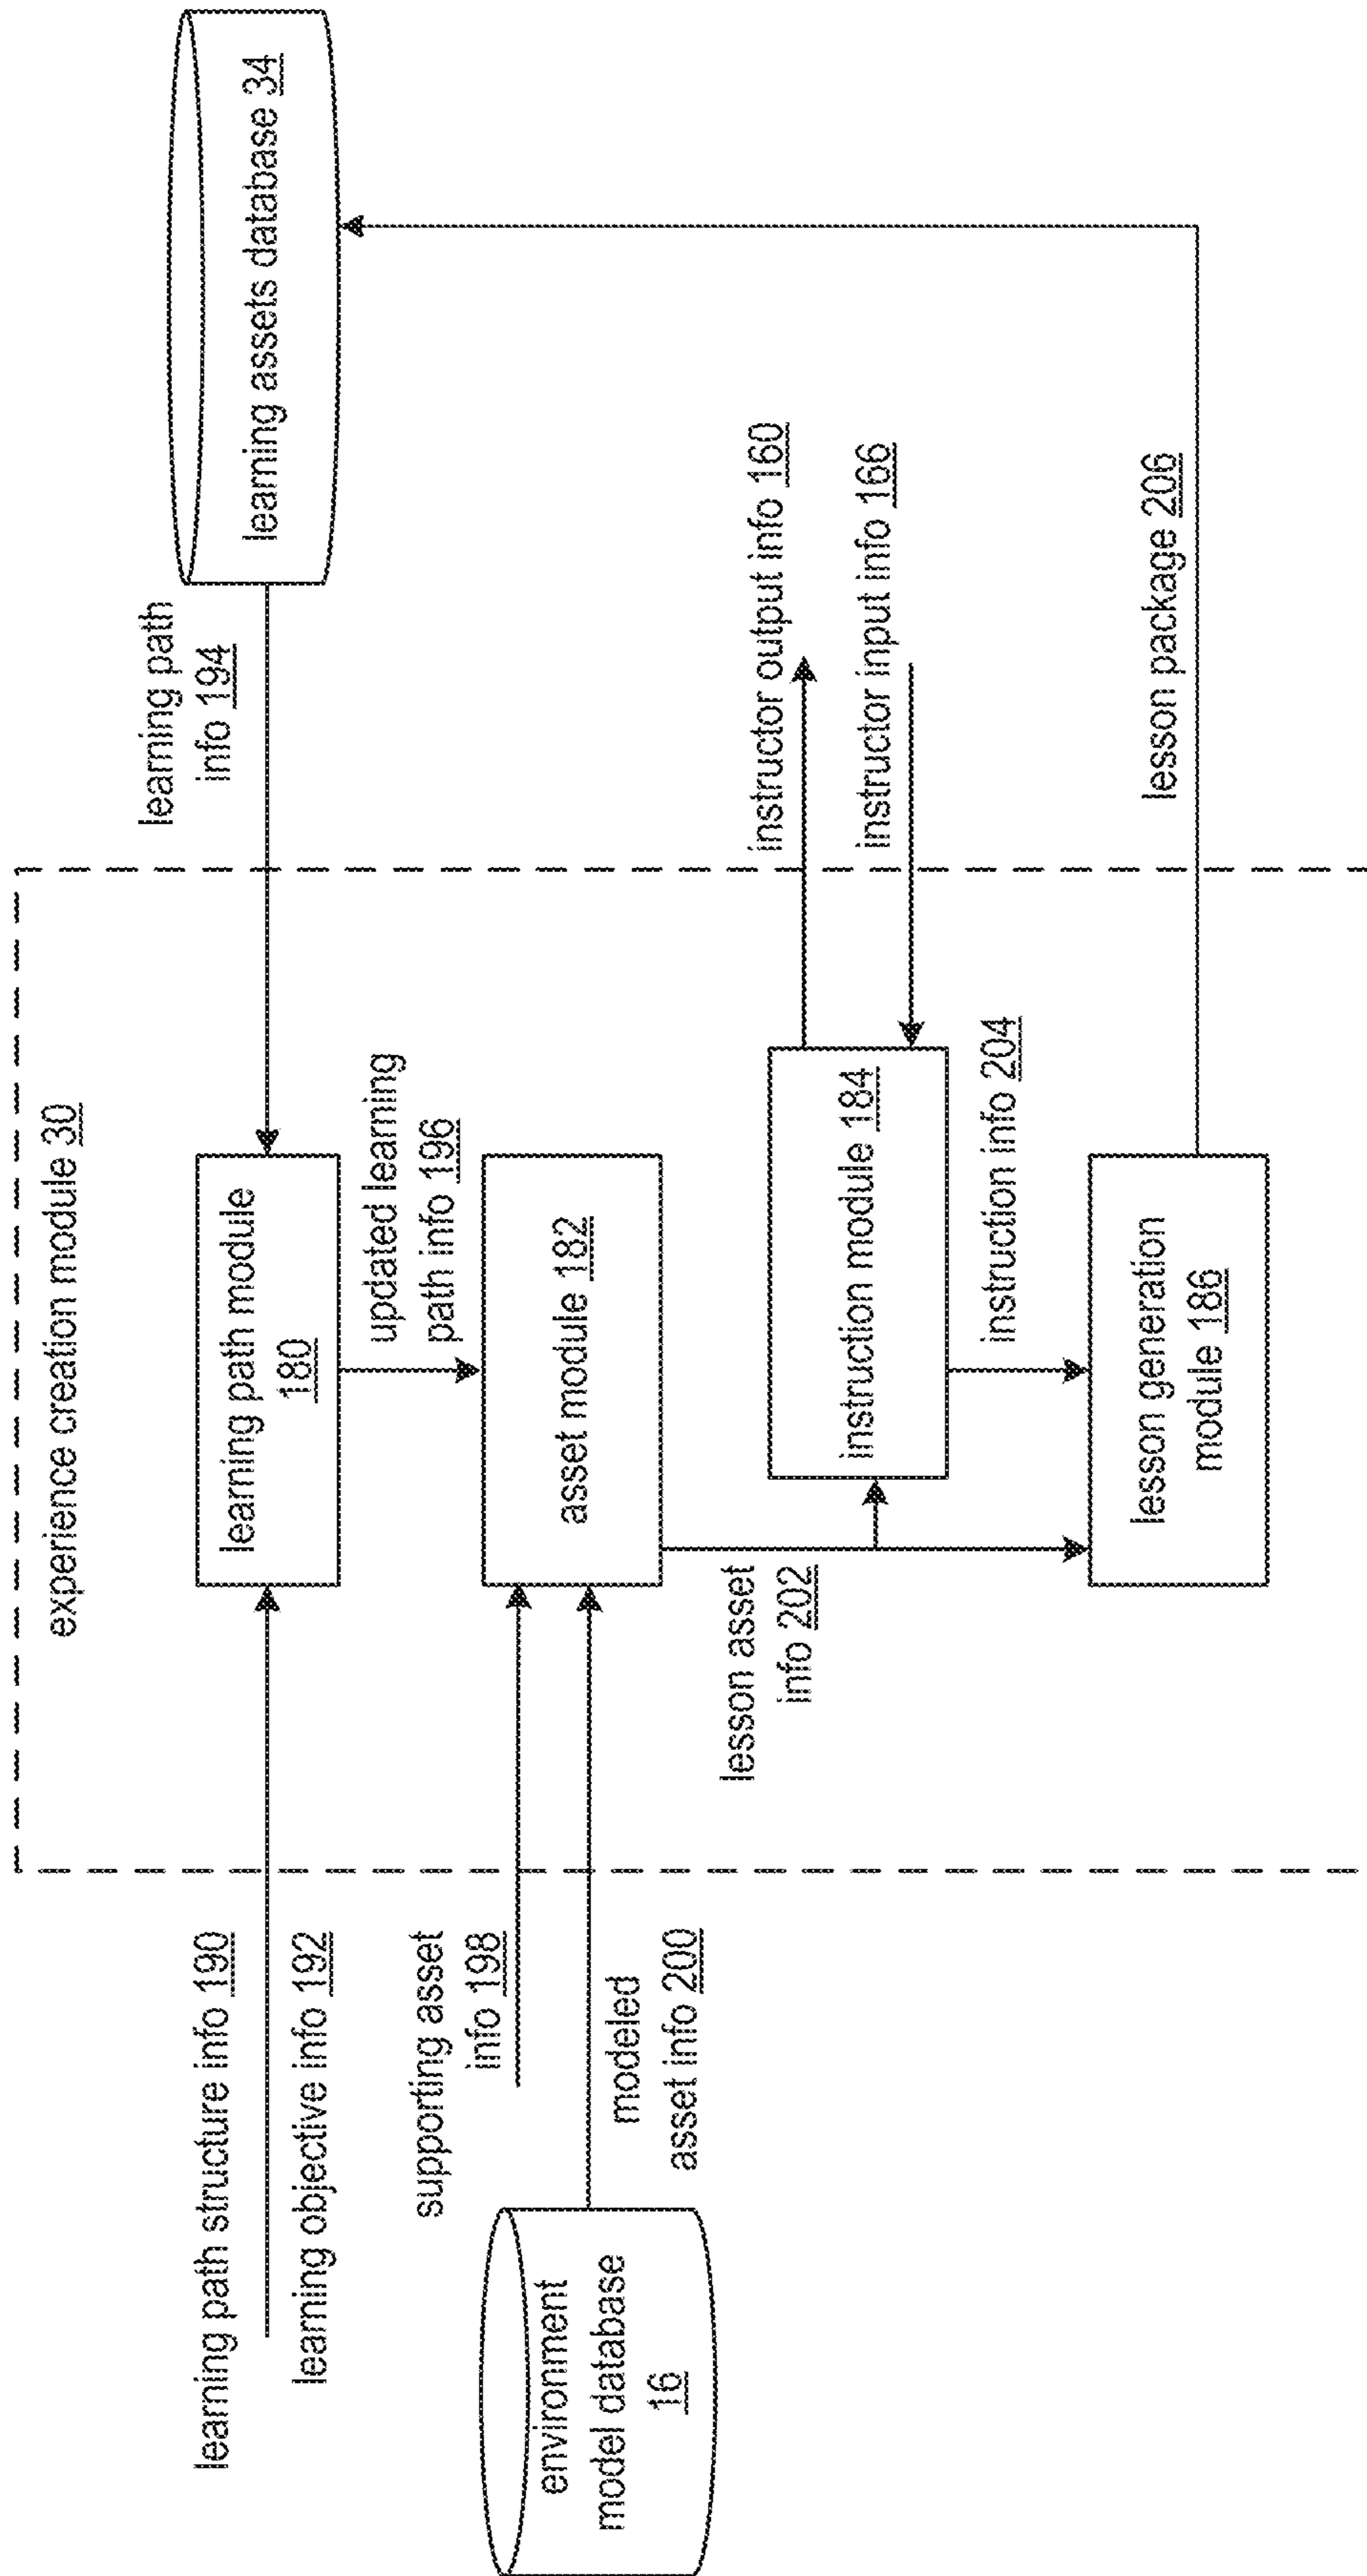 experience creation module 30
learning path structure info 190
learning objective info 192
learning path module
180
learning path
info 194
learning assets database 34
updated learning
path info 196
supporting asset
info 198
asset module 182
environment
model database
16
modeled
asset info 200
lesson asset
info 202
instruction module 184
instructor output info 160
instructor input info 166
instruction info 204
lesson generation
module 186
lesson package 206